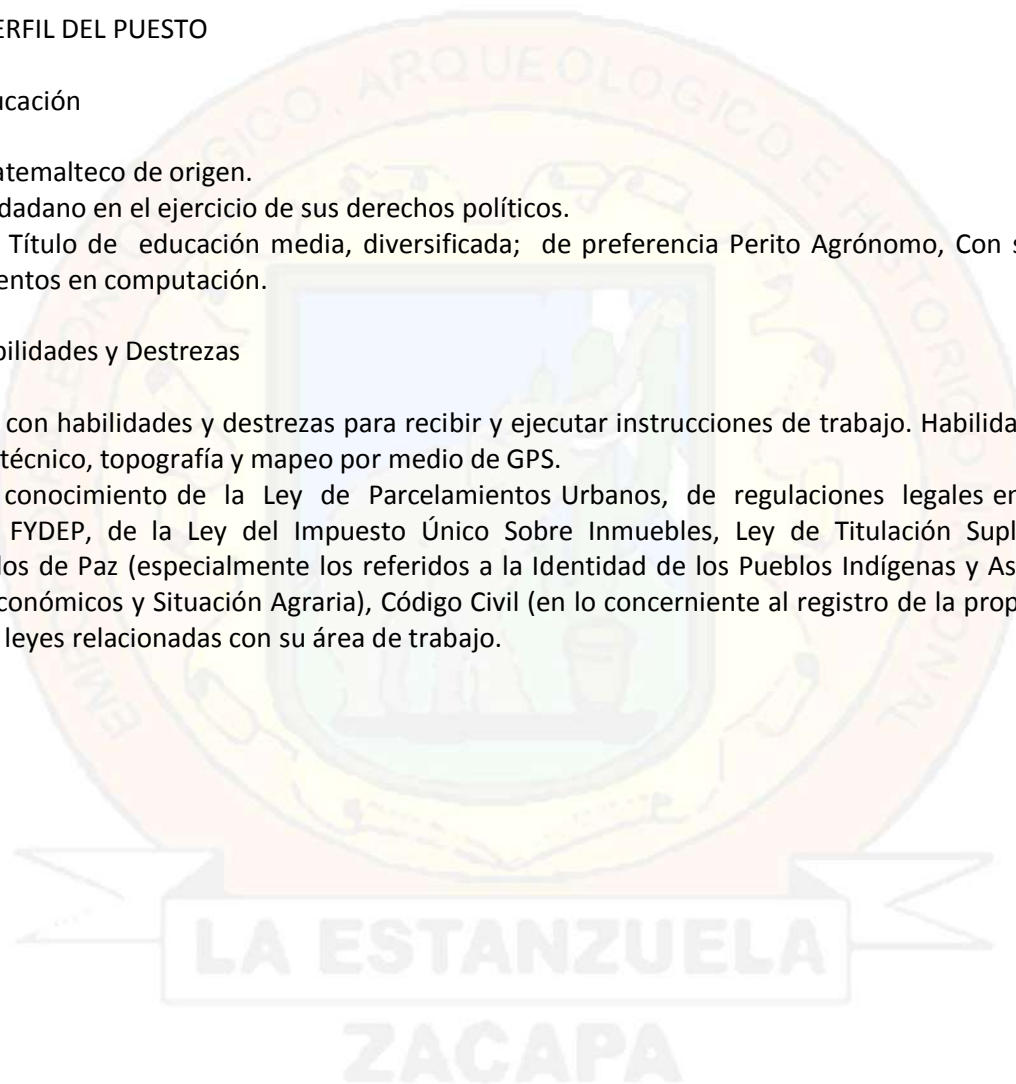 ERFIL DEL PUESTO
ucación
atemalteco de origen.
dadano en el ejercicio de sus derechos políticos.
Título de educación media, diversificada; de preferencia Perito Agrónomo, Con s
entos en computación.
bilidades y Destrezas
con habilidades y destrezas para recibir y ejecutar instrucciones de trabajo. Habilida
técnico, topografía y mapeo por medio de GPS.
conocimiento de la Ley de Parcelamientos Urbanos, de regulaciones legales en
FYDEP, de la Ley del Impuesto Único Sobre Inmuebles, Ley de Titulación Supl
los de Paz (especialmente los referidos a la Identidad de los Pueblos Indígenas y As
conómicos y Situación Agraria), Código Civil (en lo concerniente al registro de la prop
leyes relacionadas con su área de trabajo.
ARQUEOLOGICO E HISTORICO
LA ESTANZUELA
ZACAPA